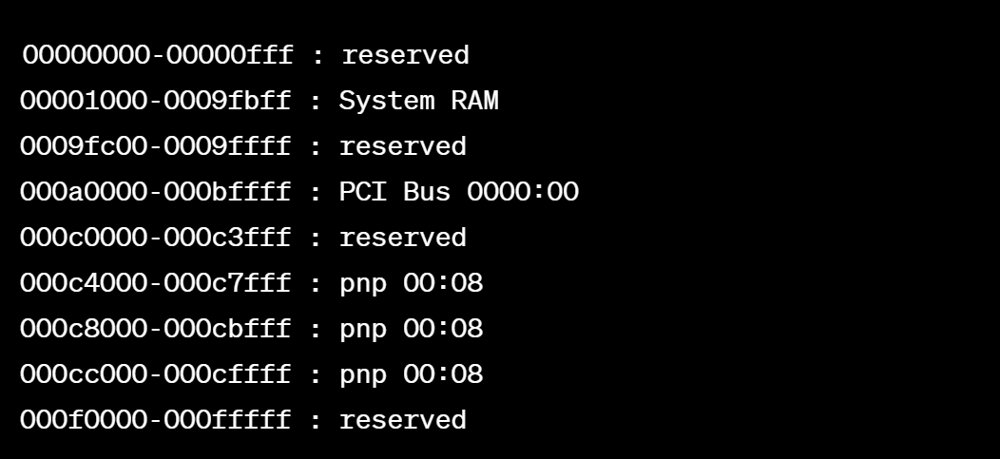 00000000-00000fff : reserved
00001000-0009fbff : System RAM
0009fc00-0009ffff : reserved
000a0000-000bffff : PCI Bus 0000:00
000c0000-000c3fff : reserved
000c4000-000c7fff : pnp 00:08
000c8000-000cbfff : pnp 00:08
000cc000-000cffff : pnp 00:08
000f0000-000fffff : reserved